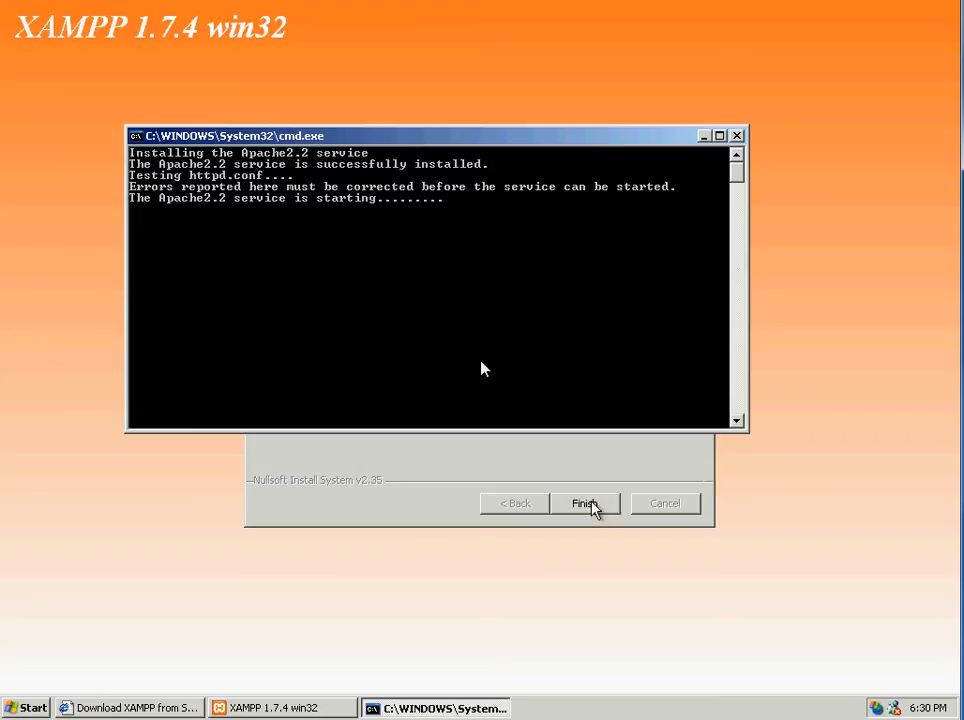 XAMPP 1.7.4 win32
C:\WINDOWS\System32\cmd.exe
Installing the Apache2.2 service
The Apache2.2 service is successfully installed.
Testing httpd.conf....
Errors reported here must be corrected before the service can be started.
The Apache2.2 service is starting.........
Nullsoft Install System v2.35
< Back
Finish
Cancel
Start
Download XAMPP from S...
XAMPP 1.7.4 win32
C:\WINDOWS\System...
6:30 PM